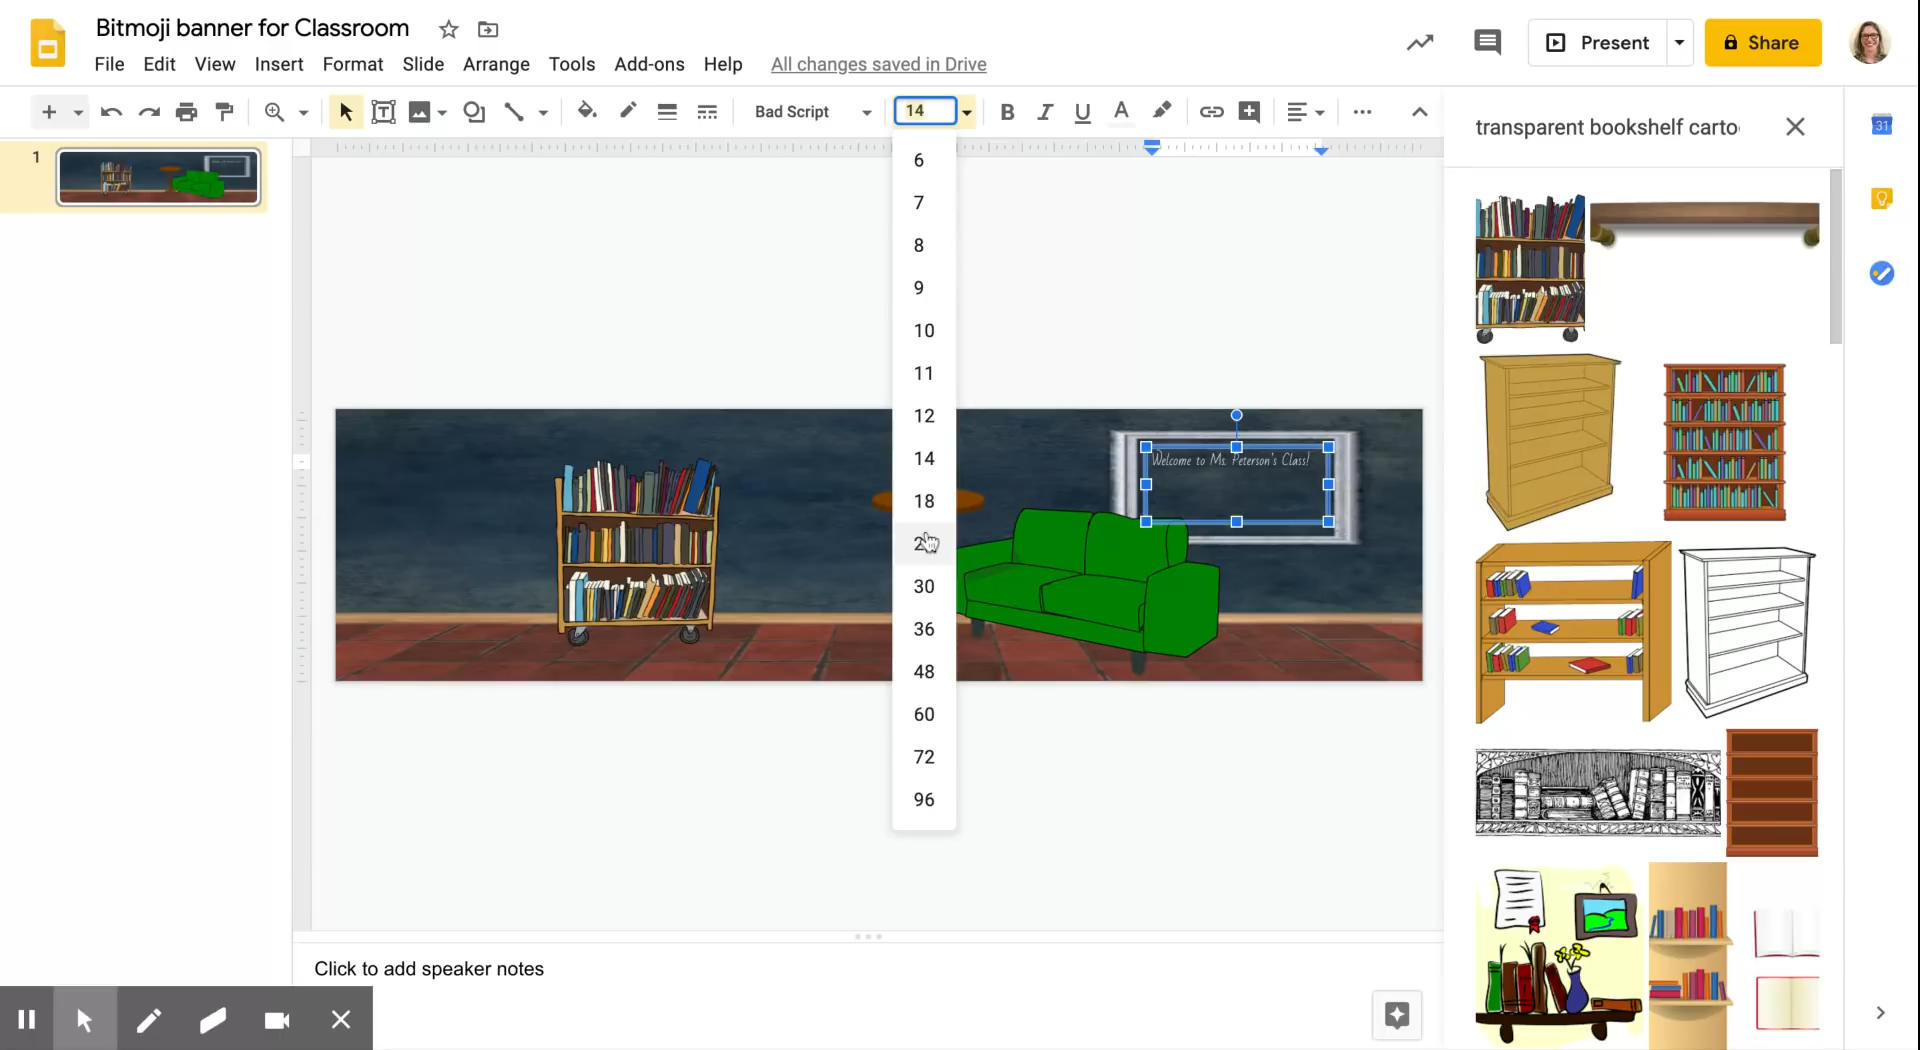 Bitmoji banner for Classroom
File Edit View Insert Format Slide Arrange Tools Add-ons Help All changes saved in Drive
Present
Share
Bad Script
14
B I U A
transparent bookshelf carto
31
1
6
7
8
9
10
11
12
14
18
30
36
48
60
72
96
Welcome to Ms. Peterson's Class!
Click to add speaker notes